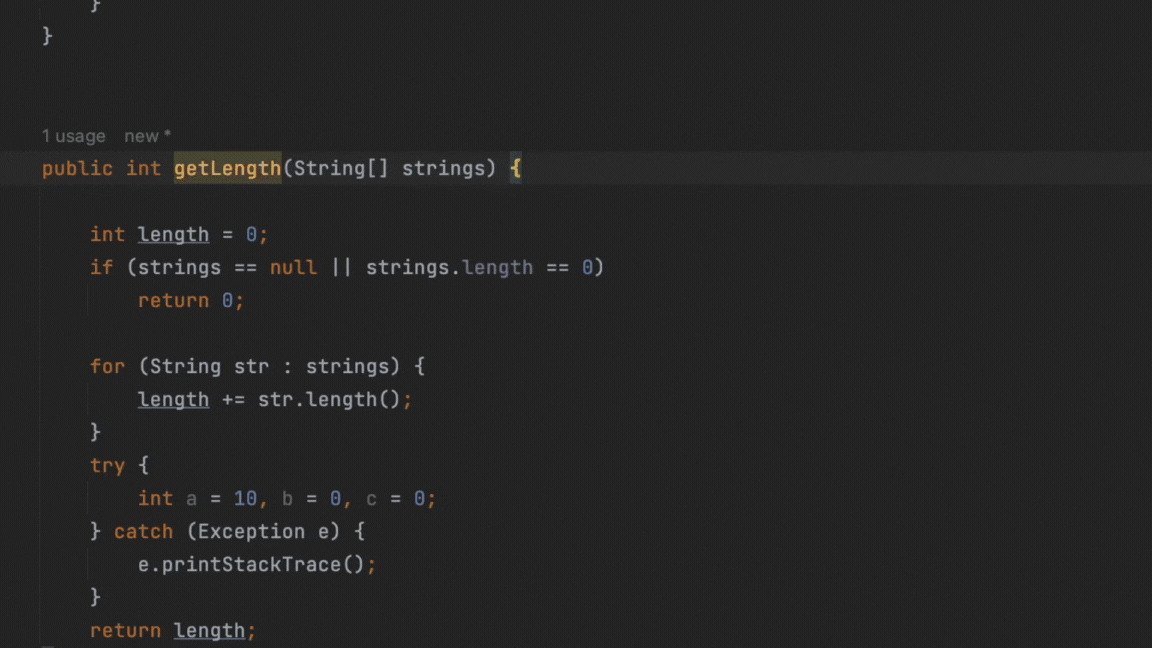 }
}
1 usage new *
public int getLength(String[] strings) {
int length = 0;
if (strings == null || strings.length == 0)
return 0;
for (String str : strings) {
length += str.length();
}
try {
int a = 10, b = 0, c = 0;
} catch (Exception e) {
e.printStackTrace();
}
return length;